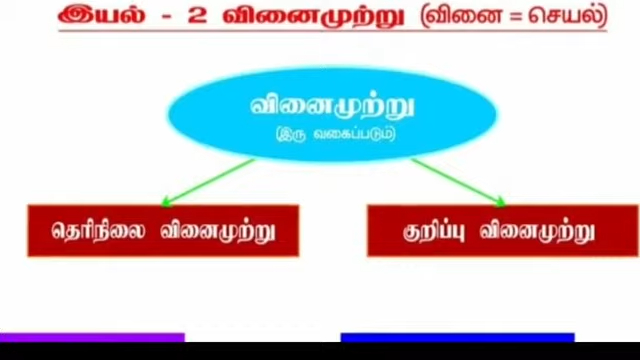 இயல் - 2 வினைமுற்று (வினை = செயல்)
வினைமுற்று
(இரு வகைப்படும்)
தெரிநிலை வினைமுற்று
குறிப்பு வினைமுற்று